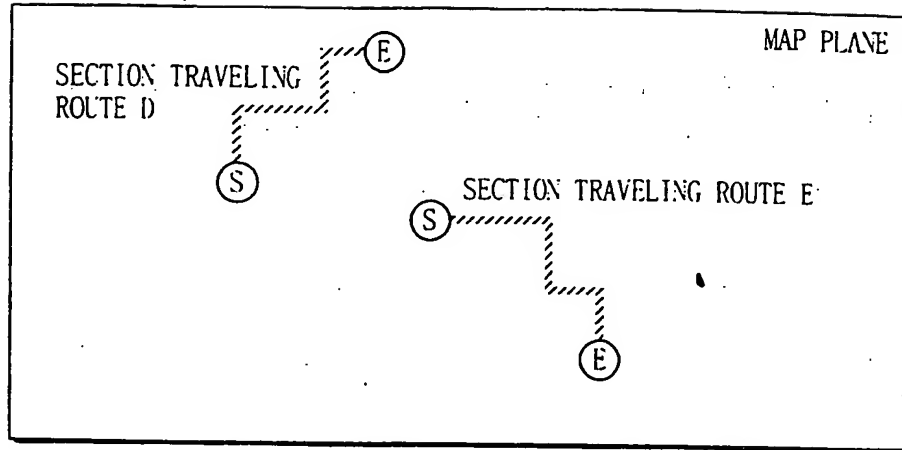 E
MAP PLANE
SECTION TRAVELING
ROUTE D
S
SECTION TRAVELING ROUTE E
S
E